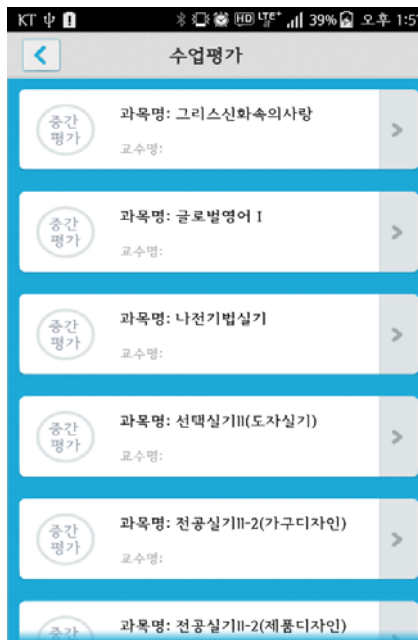 KT HD LTE+ 39% 오후 1:5
수업평가
중간
평가
과목명: 그리스신화속의사랑
교수명:
중간
평가
과목명: 글로벌영어 I
교수명:
중간
평가
과목명: 나전기법실기
교수명:
중간
평가
과목명: 선택실기II(도자실기)
교수명:
중간
평가
과목명: 전공실기II-2(가구디자인)
교수명:
중간
과목명: 전공실기II-2(제품디자인)